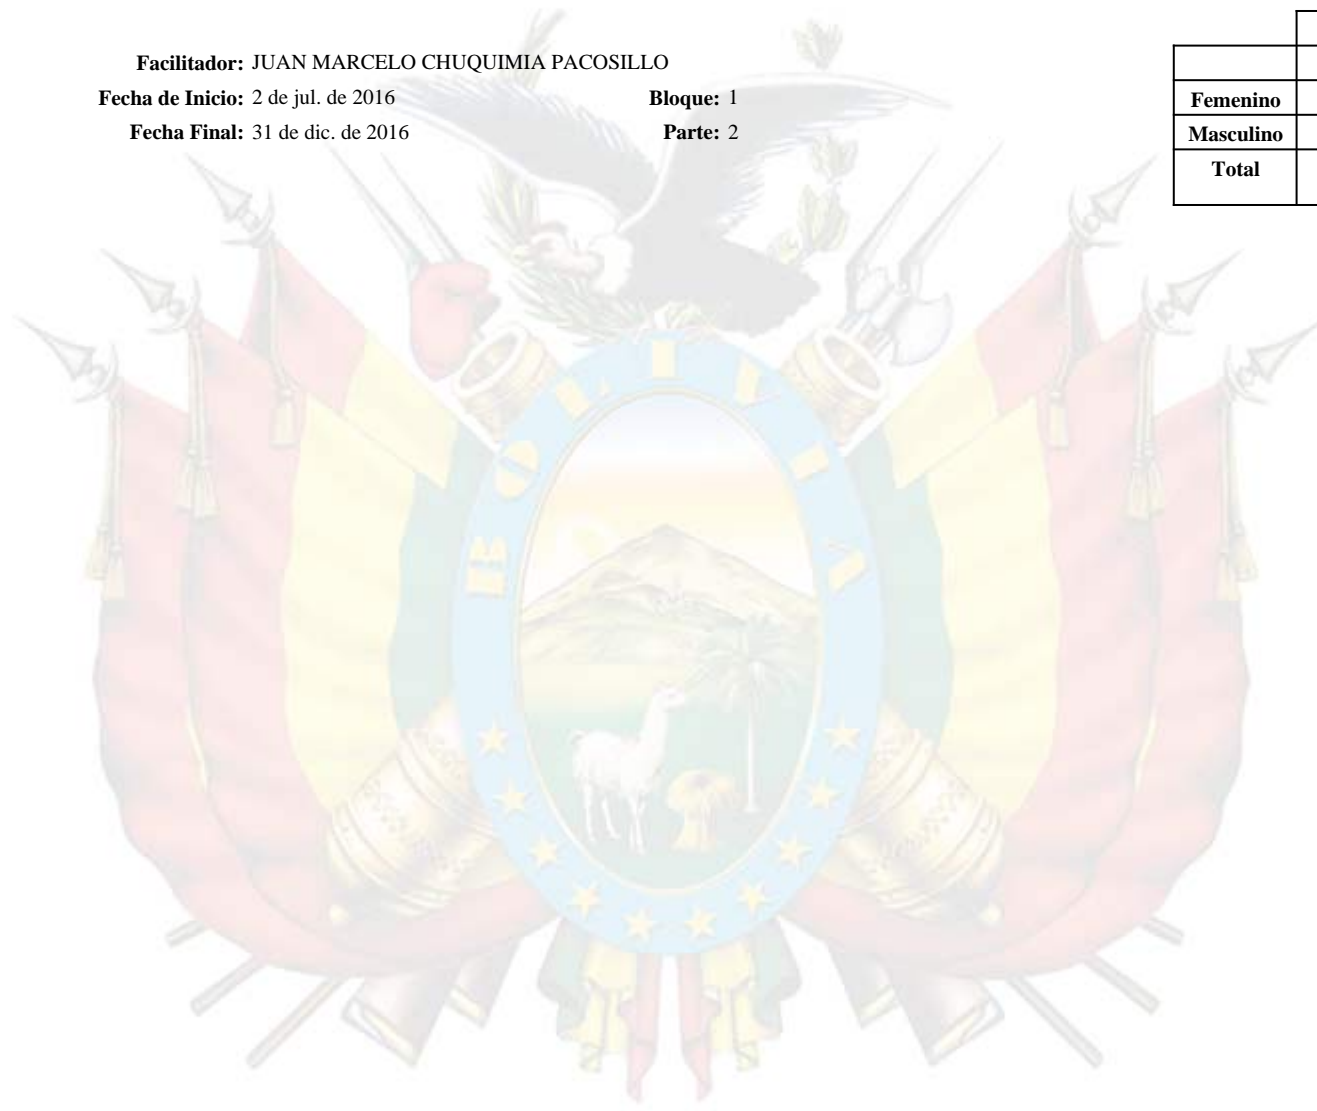 Facilitador: JUAN MARCELO CHUQUIMIA PACOSILLO
Fecha de Inicio: 2 de jul. de 2016 Bloque: 1
Fecha Final: 31 de dic. de 2016 Parte: 2
Femenino
Masculino
Total
BOLIVIA